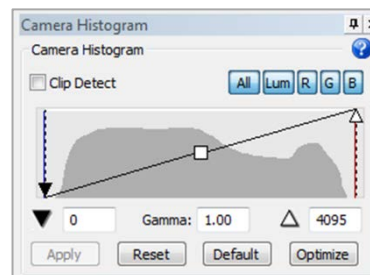 Camera Histogram
Camera Histogram
Clip Detect All Lum R G B
0 Gamma: 1.00 4095
Apply Reset Default Optimize